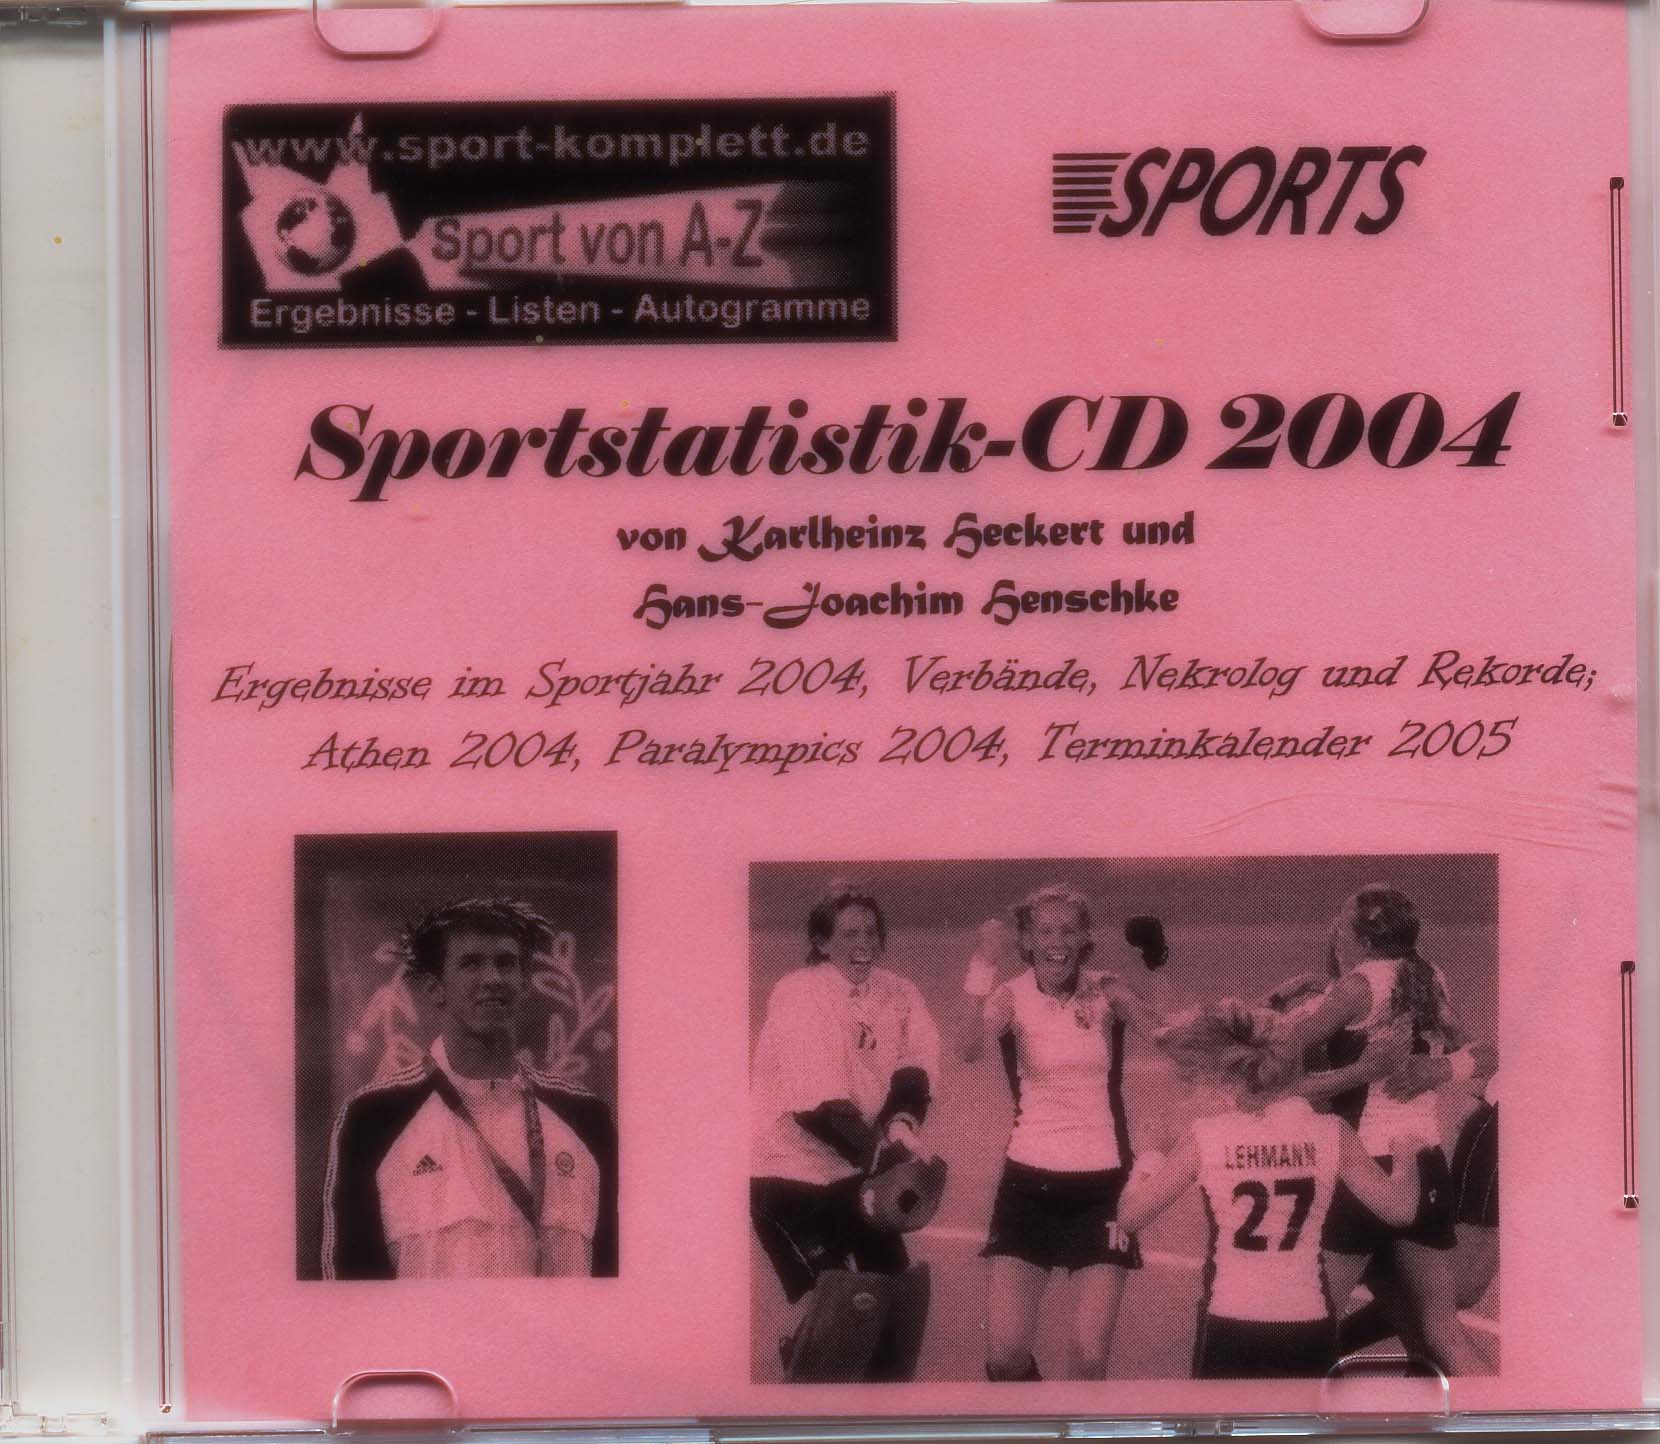 www.sport-komplett.de
Sport von A-Z
Ergebnisse - Listen - Autogramme
SPORTS
Sportstatistik-CD 2004
von Karlheinz Heckert und
Hans-Joachim Henschke
Ergebnisse im Sportjahr 2004, Verbände, Nekrolog und Rekorde;
Athen 2004, Paralympics 2004, Terminkalender 2005
LEHMANN
27
16